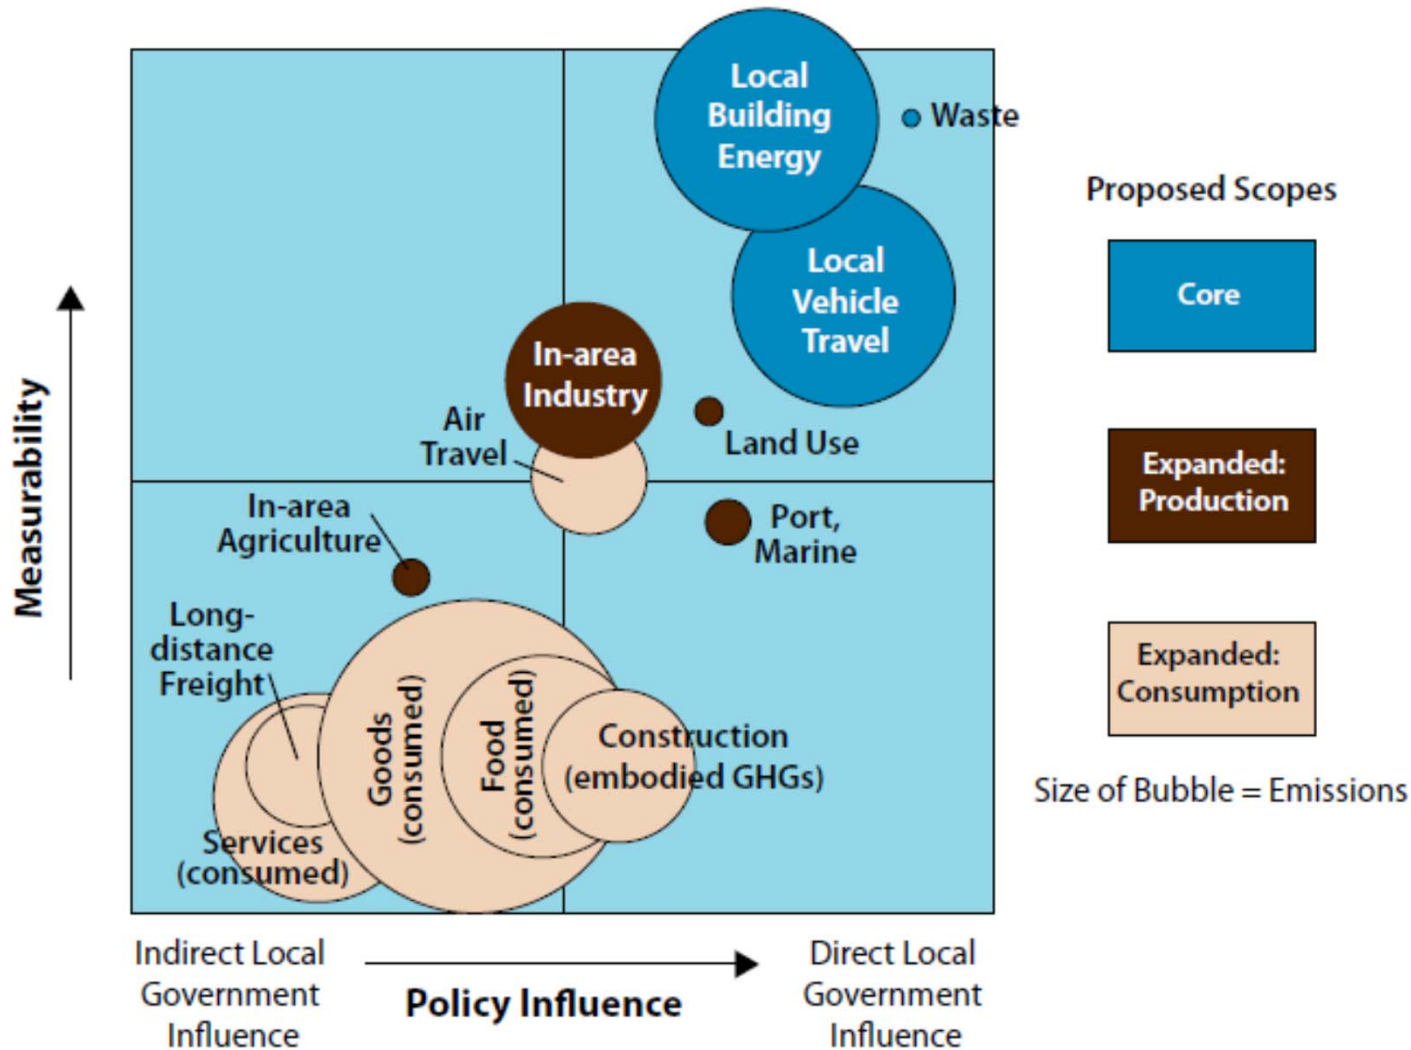 Local
Building
Energy
Waste
Proposed Scopes
Local
Vehicle
Travel
Core
In-area
Industry
Air
Travel
Land Use
Measurability
Expanded:
Production
In-area
Agriculture
Port,
Marine
Long-
distance
Freight
Expanded:
Consumption
Goods
(consumed)
Food
(consumed)
Construction
(embodied GHGs)
Size of Bubble = Emissions
Services
(consumed)
Indirect Local
Government
Influence
Policy Influence
Direct Local
Government
Influence